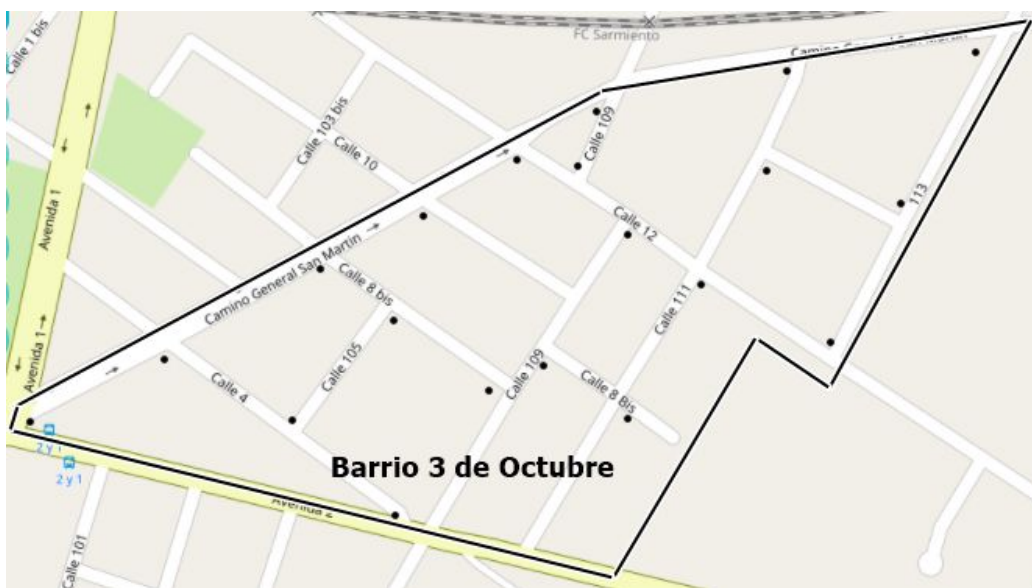 Calle 1 bis
FC Sarmiento
Calle 103 bis
Calle 10
Calle 109
Avenida 1
Camino General San Martín
Calle 12
113
Calle 8 bis
Calle 111
Avenida 1
Calle 105
Calle 109
Calle 4
Calle 8 Bis
2 y 1
2 y 1
Barrio 3 de Octubre
Avenida 2
Calle 101